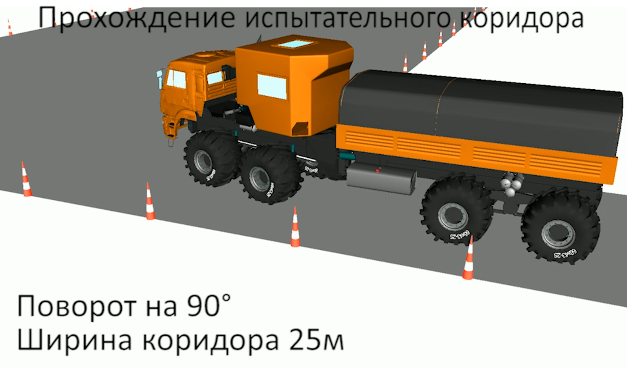 Прохождение испытательного коридора
Поворот на 90°
Ширина коридора 25м